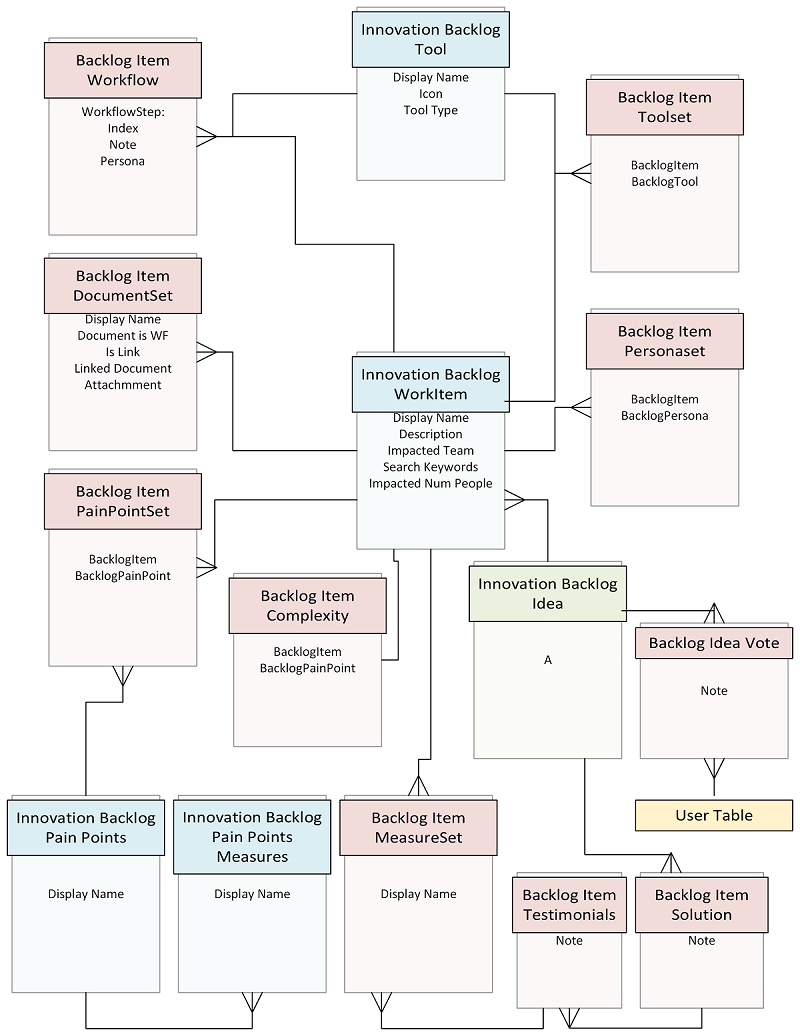 Innovation Backlog
Tool
Display Name
Icon
Tool Type
Backlog Item
Workflow
WorkflowStep:
Index
Note
Persona
Backlog Item
Toolset
BacklogItem
BacklogTool
Backlog Item
DocumentSet
Display Name
Document is WF
Is Link
Linked Document
Attachmment
Backlog Item
Personaset
BacklogItem
BacklogPersona
Innovation Backlog
WorkItem
Display Name
Description
Impacted Team
Search Keywords
Impacted Num People
Backlog Item
PainPointSet
BacklogItem
BacklogPainPoint
Backlog Item
Complexity
BacklogItem
BacklogPainPoint
Innovation Backlog
Idea
A
Backlog Idea Vote
Note
User Table
Innovation Backlog
Pain Points
Display Name
Innovation Backlog
Pain Points
Measures
Display Name
Backlog Item
MeasureSet
Display Name
Backlog Item
Testimonials
Note
Backlog Item
Solution
Note